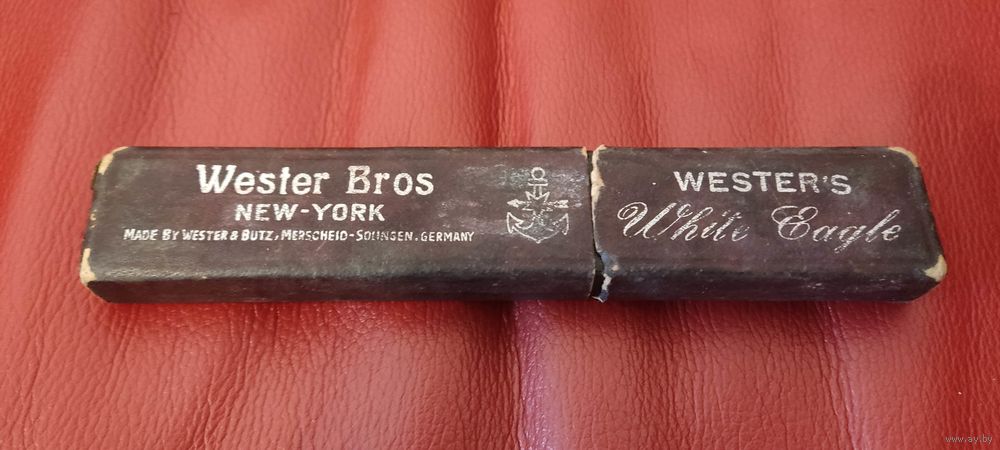 Wester Bros
NEW-YORK
MADE BY WESTER & BUTZ, MERSCHEID-SOLINGEN, GERMANY
WESTER'S
White Eagle
www.ay.by